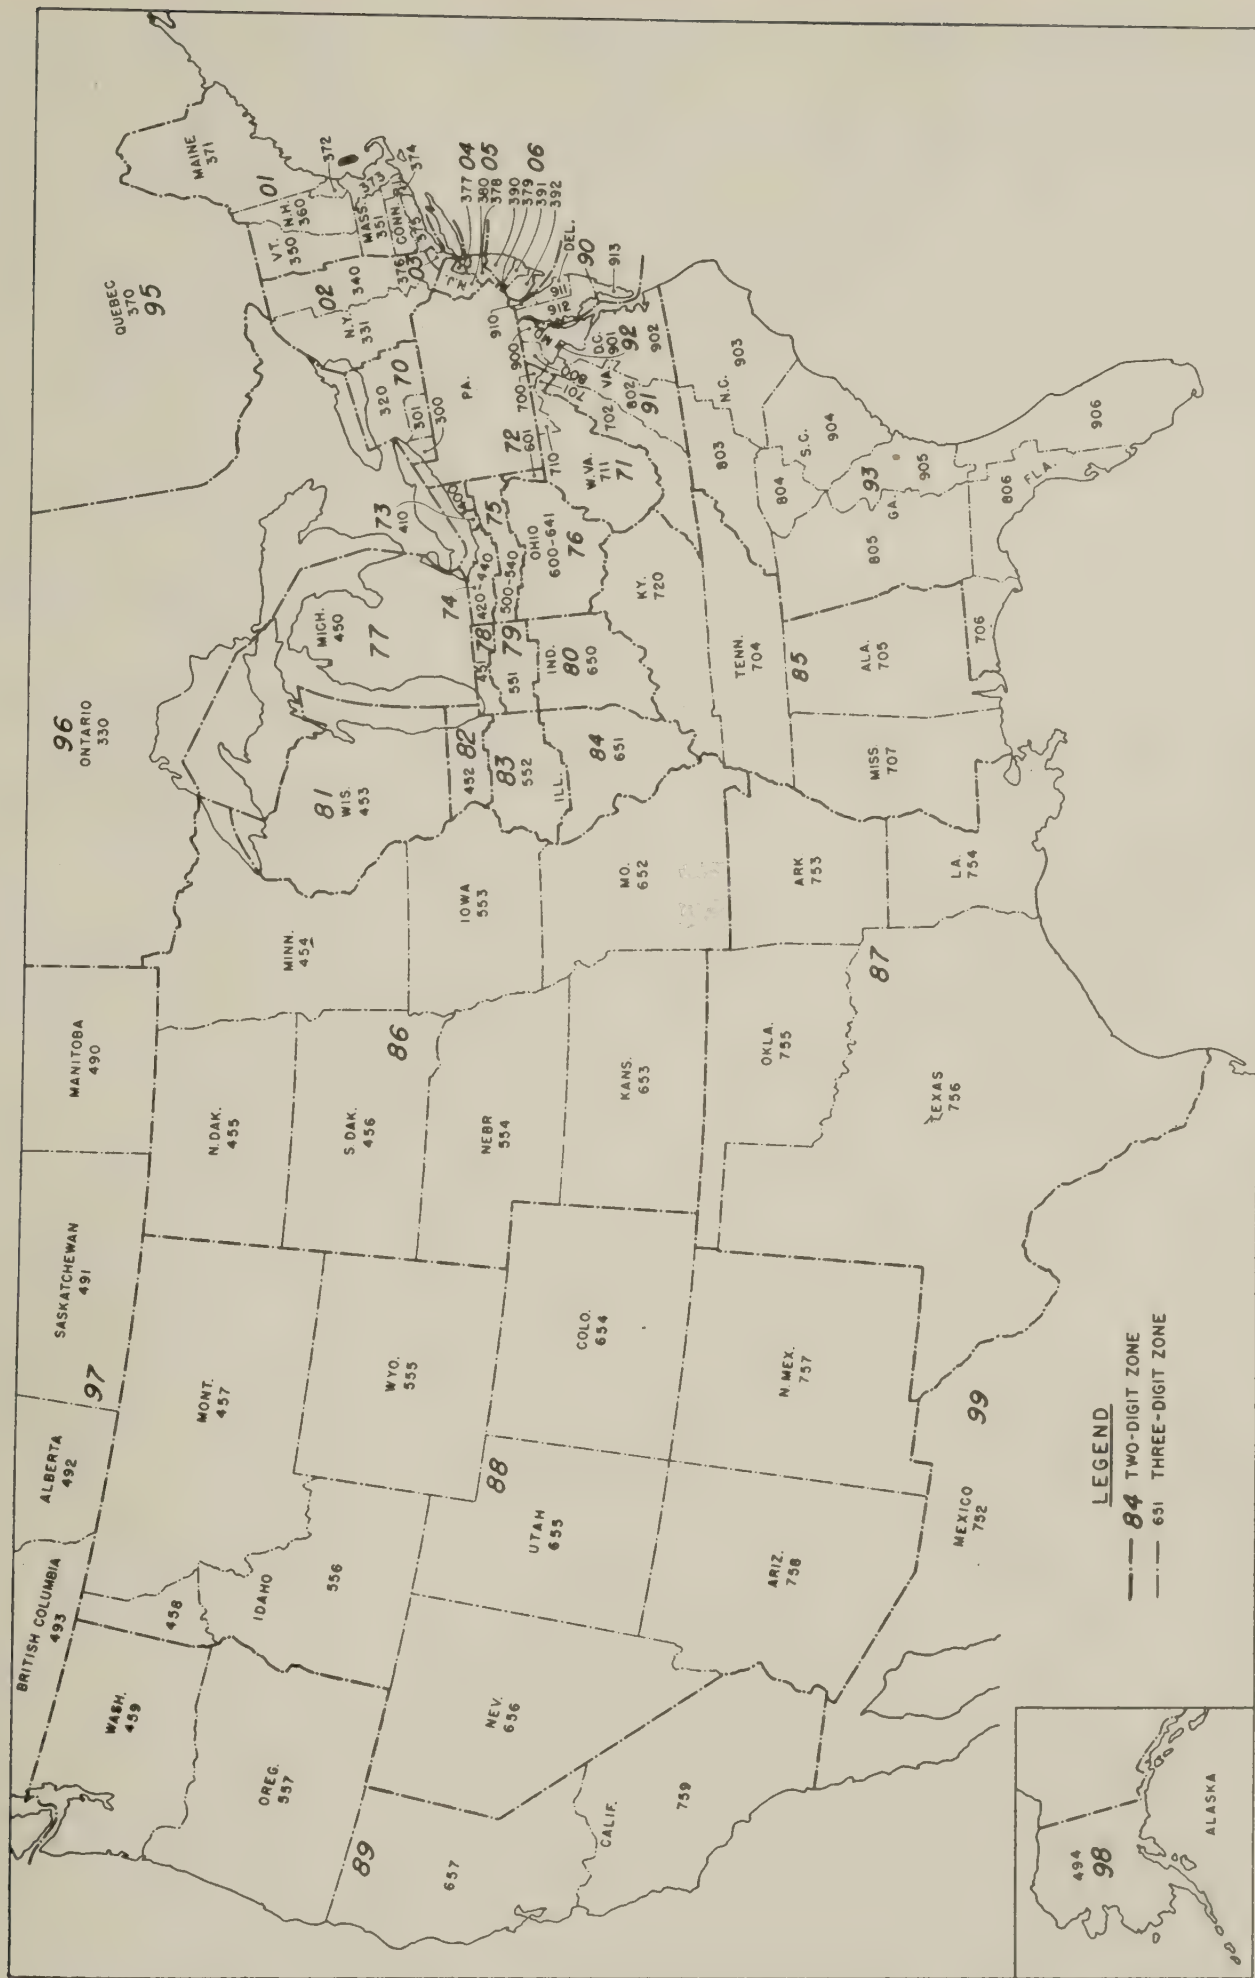 BRITISH COLUMBIA
493
ALBERTA
492
SASKATCHEWAN
491
97
MANITOBA
490
96
ONTARIO
330
QUEBEC
370
95
WASH.
459
458
MONT.
457
N.DAK.
455
MINN.
454
81
WIS.
453
MICH.
450
77
73
410
400
74
320
70
301
300
N.Y.
331
02
340
VT.
350
N.H.
360
01
MAINE
371
372
MASS.
351
373
CONN.
375
R.I.
374
376
03
N.J.
377 04
380 05
378
390
379
391 06
392
OREG.
557
IDAHO
556
WYO.
555
S.DAK.
456
86
NEBR
554
IOWA
553
452
82
83
552
ILL.
84
651
451
78
551
79
IND.
80
650
420-440
75
500-540
OHIO
600-641
76
PA.
72
601
700
900
910
710
MD.
912
911
DEL.
90
913
89
657
NEV.
656
UTAH
655
88
COLO.
654
KANS.
653
MO.
652
KY.
720
W.VA.
711
71
702
701
800
VA.
802
91
D.C.
901
92
902
CALIF.
759
ARIZ.
758
N.MEX.
757
OKLA.
755
ARK
753
TENN.
704
85
803
N.C.
903
804
S.C.
904
87
TEXAS
756
LA.
754
MISS
707
ALA.
705
706
805
GA.
93
905
806
FLA.
906
99
MEXICO
752
494
98
ALASKA
LEGEND
84 TWO-DIGIT ZONE
651 THREE-DIGIT ZONE